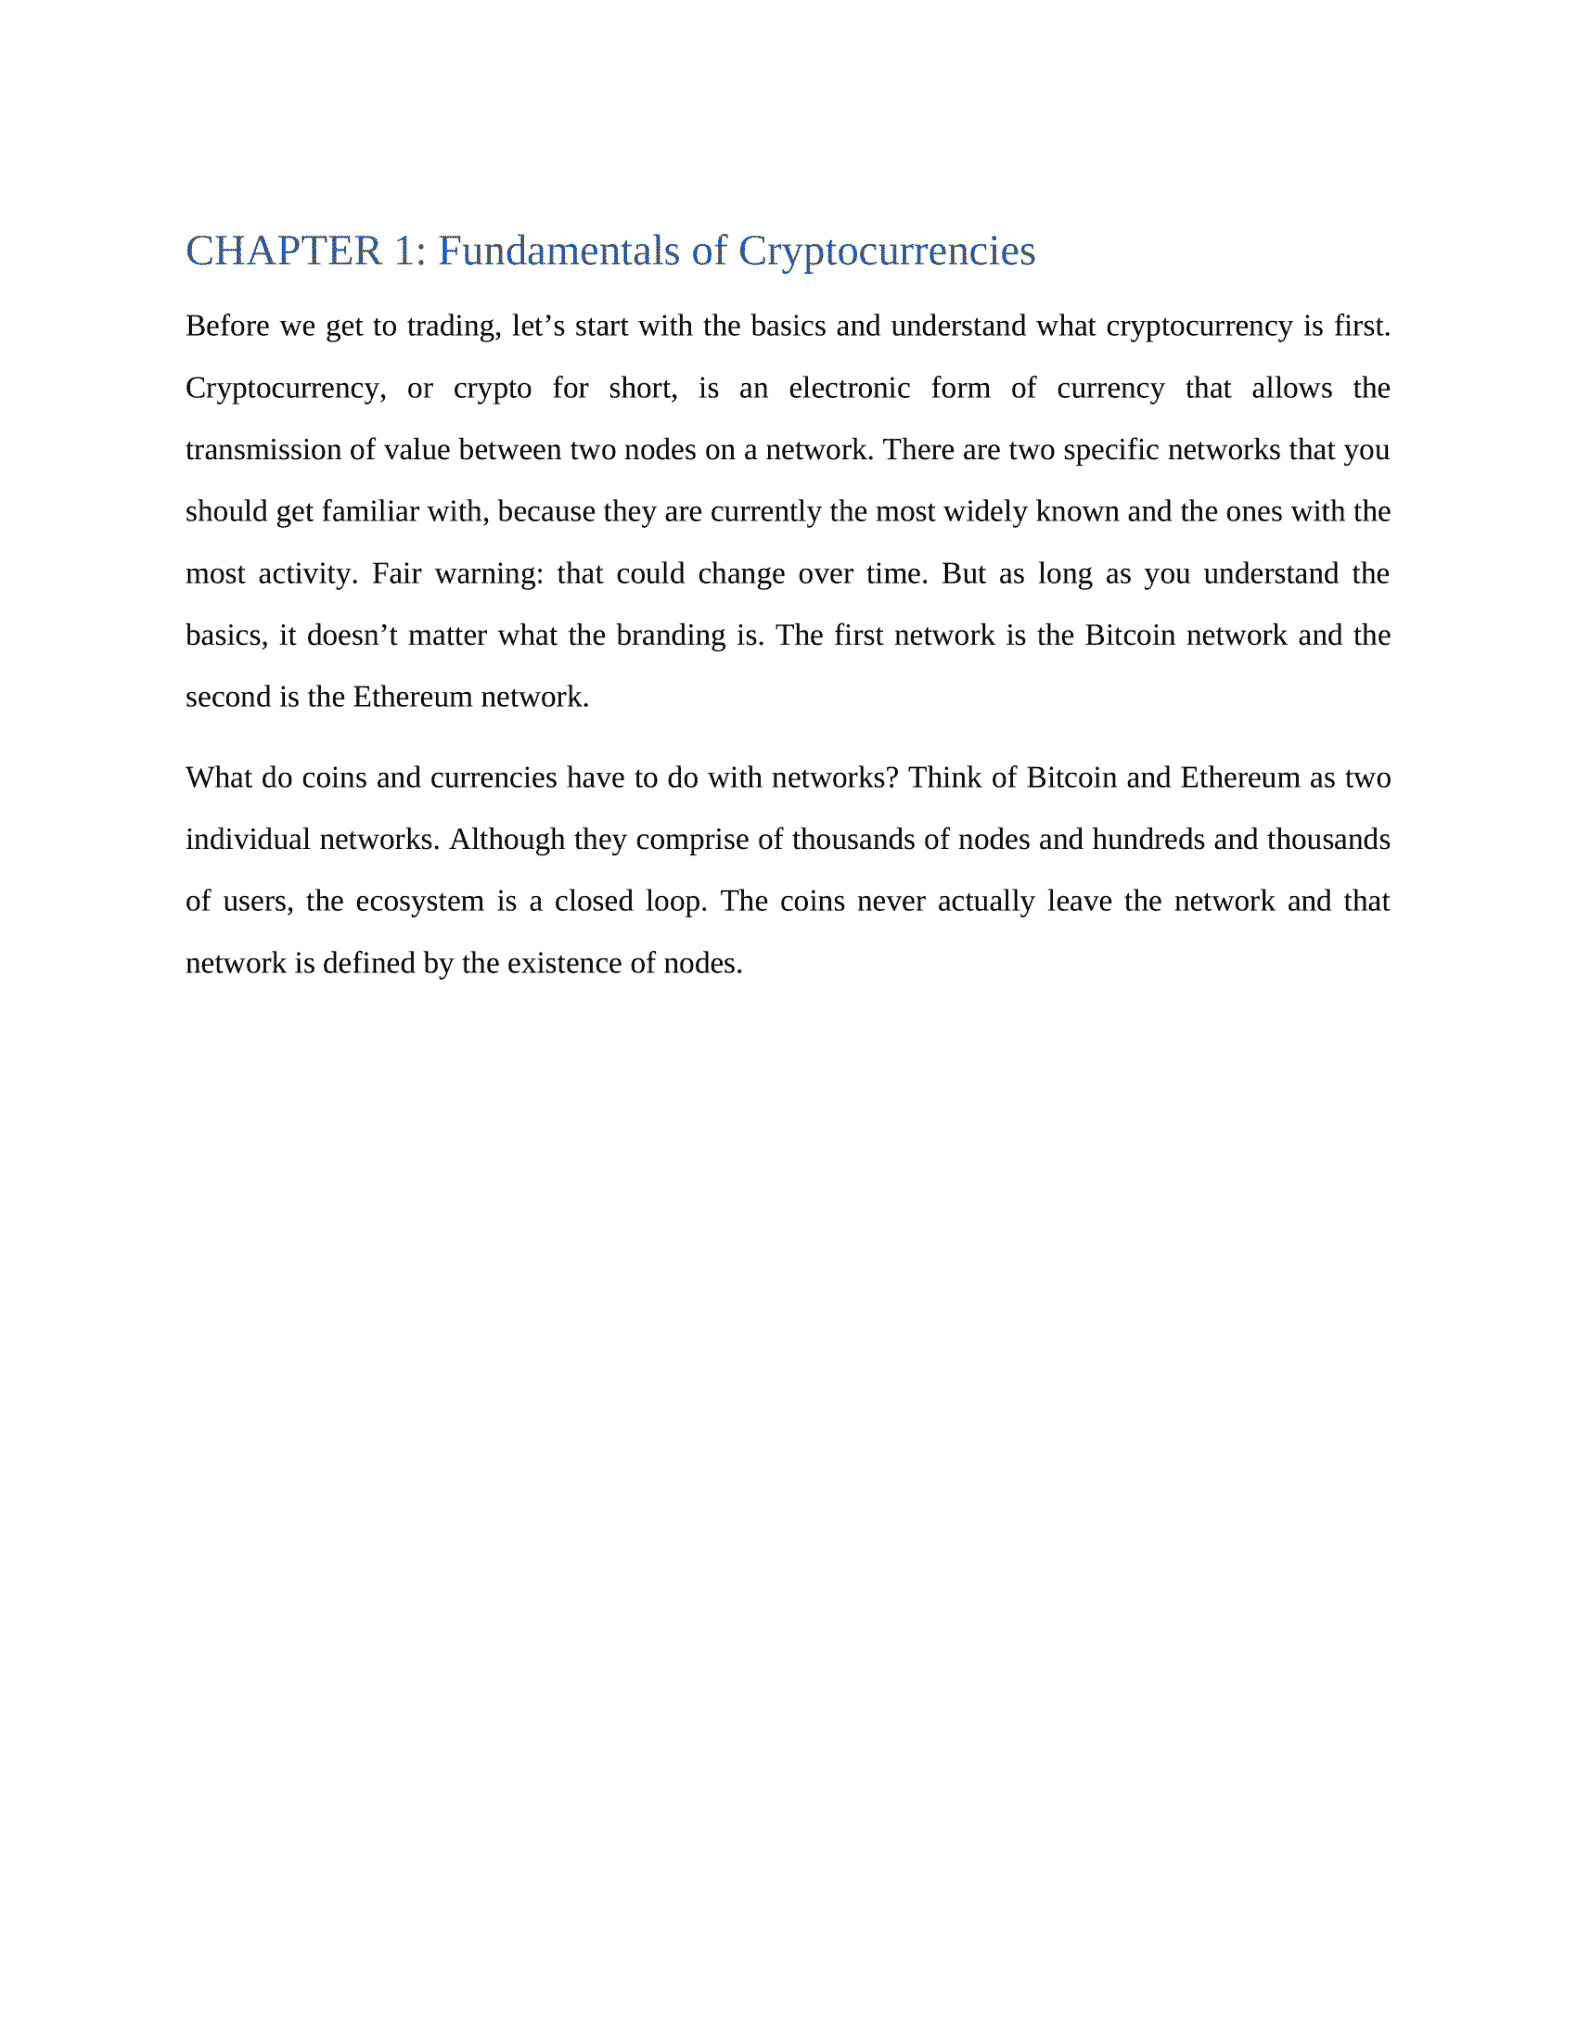 CHAPTER 1: Fundamentals of Cryptocurrencies
Before we get to trading, let’s start with the basics and understand what cryptocurrency is first.
Cryptocurrency, or crypto for short, is an electronic form of currency that allows the
transmission of value between two nodes on a network. There are two specific networks that you
should get familiar with, because they are currently the most widely known and the ones with the
most activity. Fair warning: that could change over time. But as long as you understand the
basics, it doesn’t matter what the branding is. The first network is the Bitcoin network and the
second is the Ethereum network.
What do coins and currencies have to do with networks? Think of Bitcoin and Ethereum as two
individual networks. Although they comprise of thousands of nodes and hundreds and thousands
of users, the ecosystem is a closed loop. The coins never actually leave the network and that
network is defined by the existence of nodes.